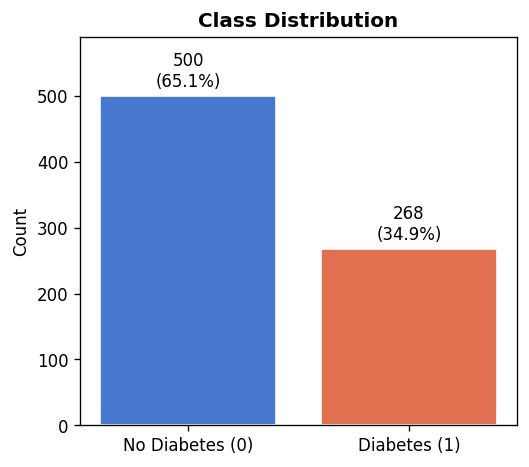 Class Distribution
500
(65.1%)
268
(34.9%)
Count
500
400
300
200
100
0
No Diabetes (0)
Diabetes (1)